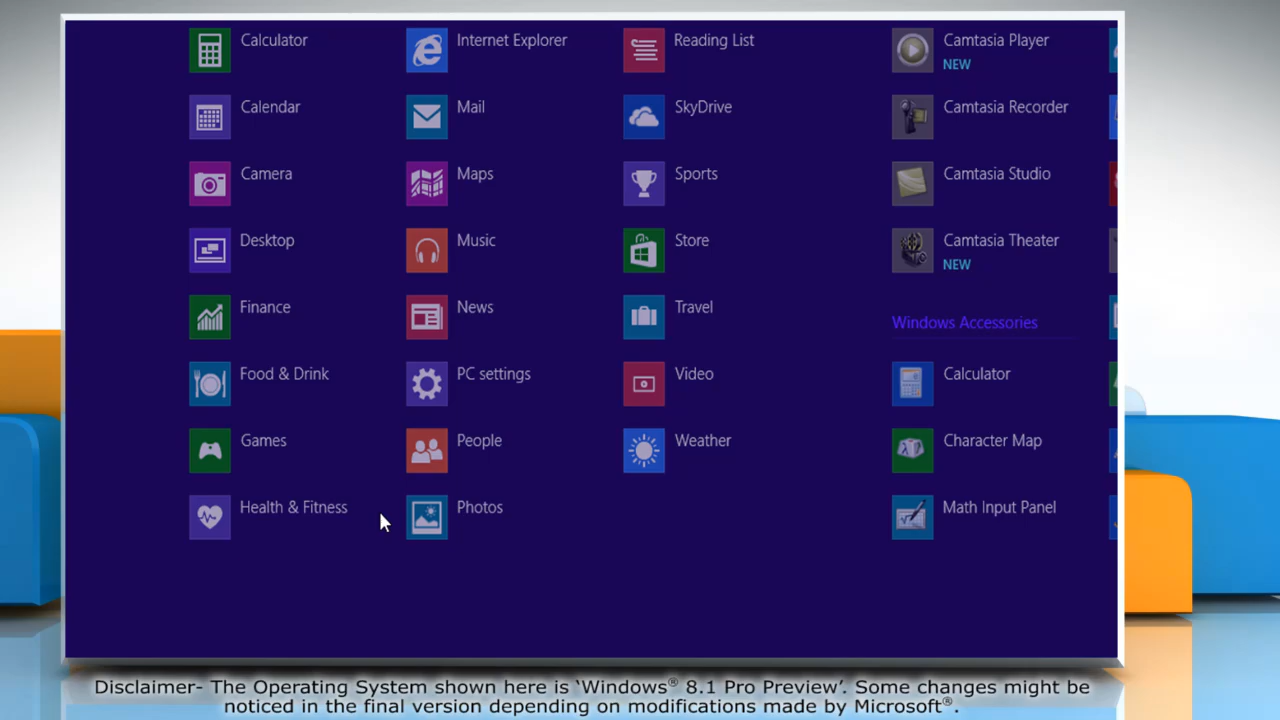 Calculator
Calendar
Camera
Desktop
Finance
Food & Drink
Games
Health & Fitness
Internet Explorer
Mail
Maps
Music
News
PC settings
People
Photos
Reading List
SkyDrive
Sports
Store
Travel
Video
Weather
Camtasia Player
NEW
Camtasia Recorder
Camtasia Studio
Camtasia Theater
NEW
Windows Accessories
Calculator
Character Map
Math Input Panel
Disclaimer- The Operating System shown here is ‘Windows® 8.1 Pro Preview’. Some changes might be
noticed in the final version depending on modifications made by Microsoft®.